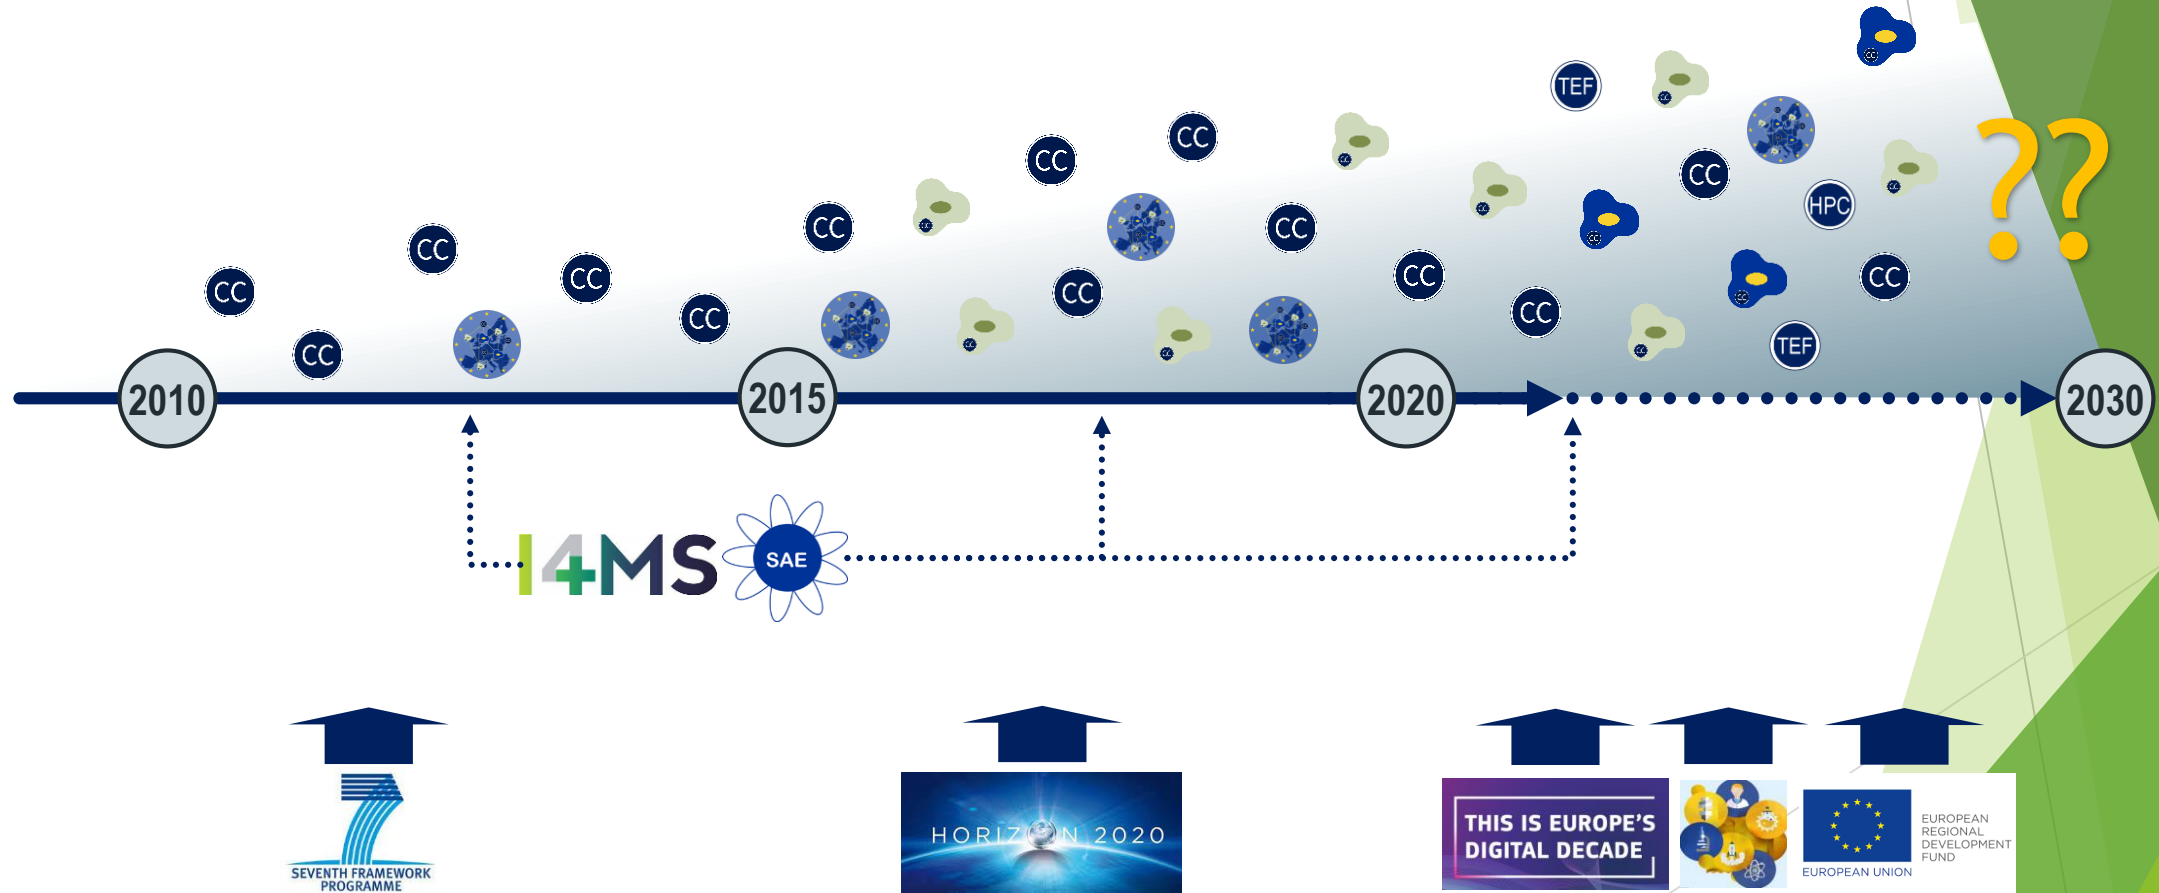 TEF
??
CC
CC
CC
HPC
CC
CC
CC
CC
CC
CC
CC
CC
CC
CC
CC
CC
TEF
2010
2015
2020
2030
I4MS
SAE
SEVENTH FRAMEWORK
PROGRAMME
HORIZON 2020
THIS IS EUROPE'S
DIGITAL DECADE
EUROPEAN UNION
EUROPEAN
REGIONAL
DEVELOPMENT
FUND